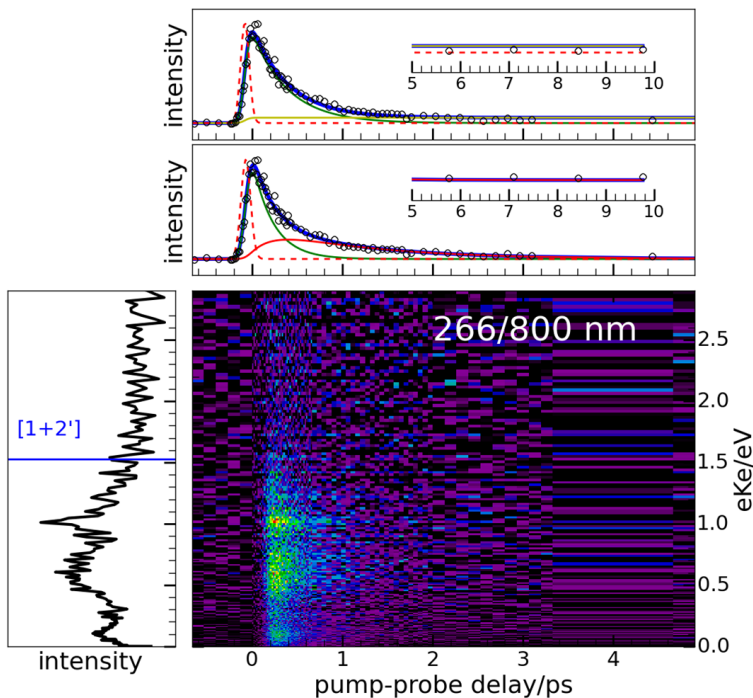 intensity
5 6 7 8 9 10
intensity
5 6 7 8 9 10
[1+2']
266/800 nm
2.5
2.0
1.5
1.0
0.5
0.0
eKe/eV
0 1 2 3 4
intensity
pump-probe delay/ps